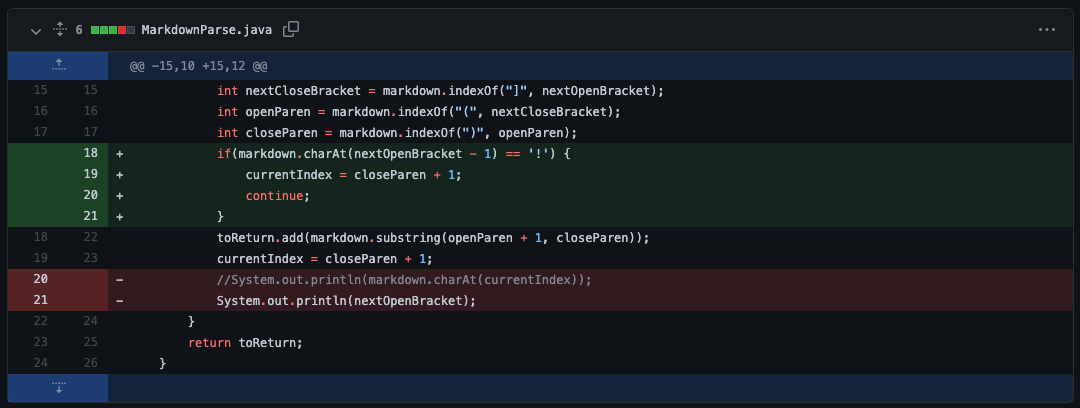 6 MarkdownParse.java
@@ -15,10 +15,12 @@
15 15 int nextCloseBracket = markdown.indexOf("]", nextOpenBracket);
16 16 int openParen = markdown.indexOf("(", nextCloseBracket);
17 17 int closeParen = markdown.indexOf(")", openParen);
18 + if(markdown.charAt(nextOpenBracket - 1) == '!') {
19 + currentIndex = closeParen + 1;
20 + continue;
21 + }
18 22 toReturn.add(markdown.substring(openParen + 1, closeParen));
19 23 currentIndex = closeParen + 1;
20 - //System.out.println(markdown.charAt(currentIndex));
21 - System.out.println(nextOpenBracket);
22 24 }
23 25 return toReturn;
24 26 }